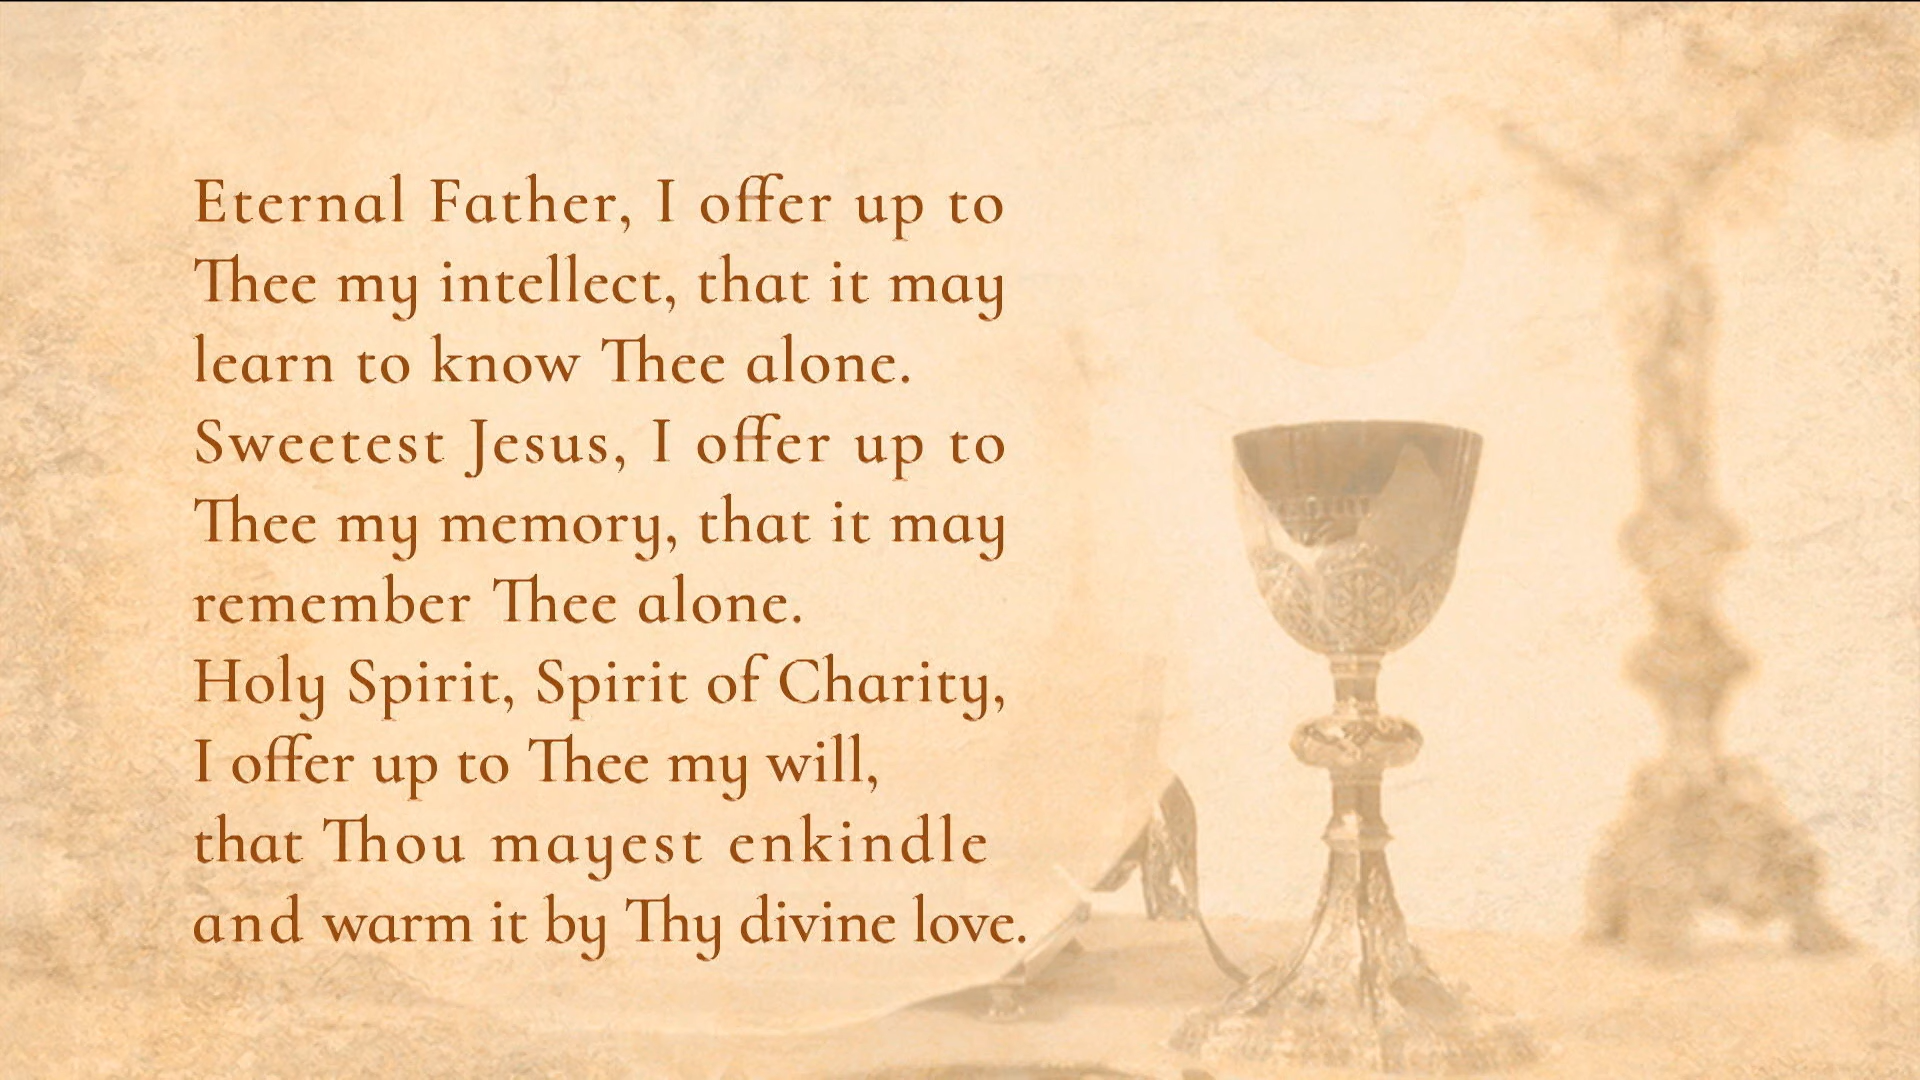 Eternal Father, I offer up to
Thee my intellect, that it may
learn to know Thee alone.
Sweetest Jesus, I offer up to
Thee my memory, that it may
remember Thee alone.
Holy Spirit, Spirit of Charity,
I offer up to Thee my will,
that Thou mayest enkindle
and warm it by Thy divine love.